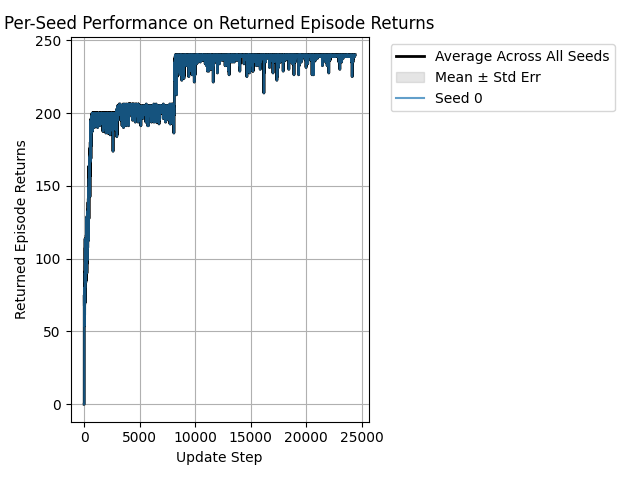 Per-Seed Performance on Returned Episode Returns
250
200
150
100
50
0
Returned Episode Returns
0 5000 10000 15000 20000 25000
Update Step
Average Across All Seeds
Mean ± Std Err
Seed 0